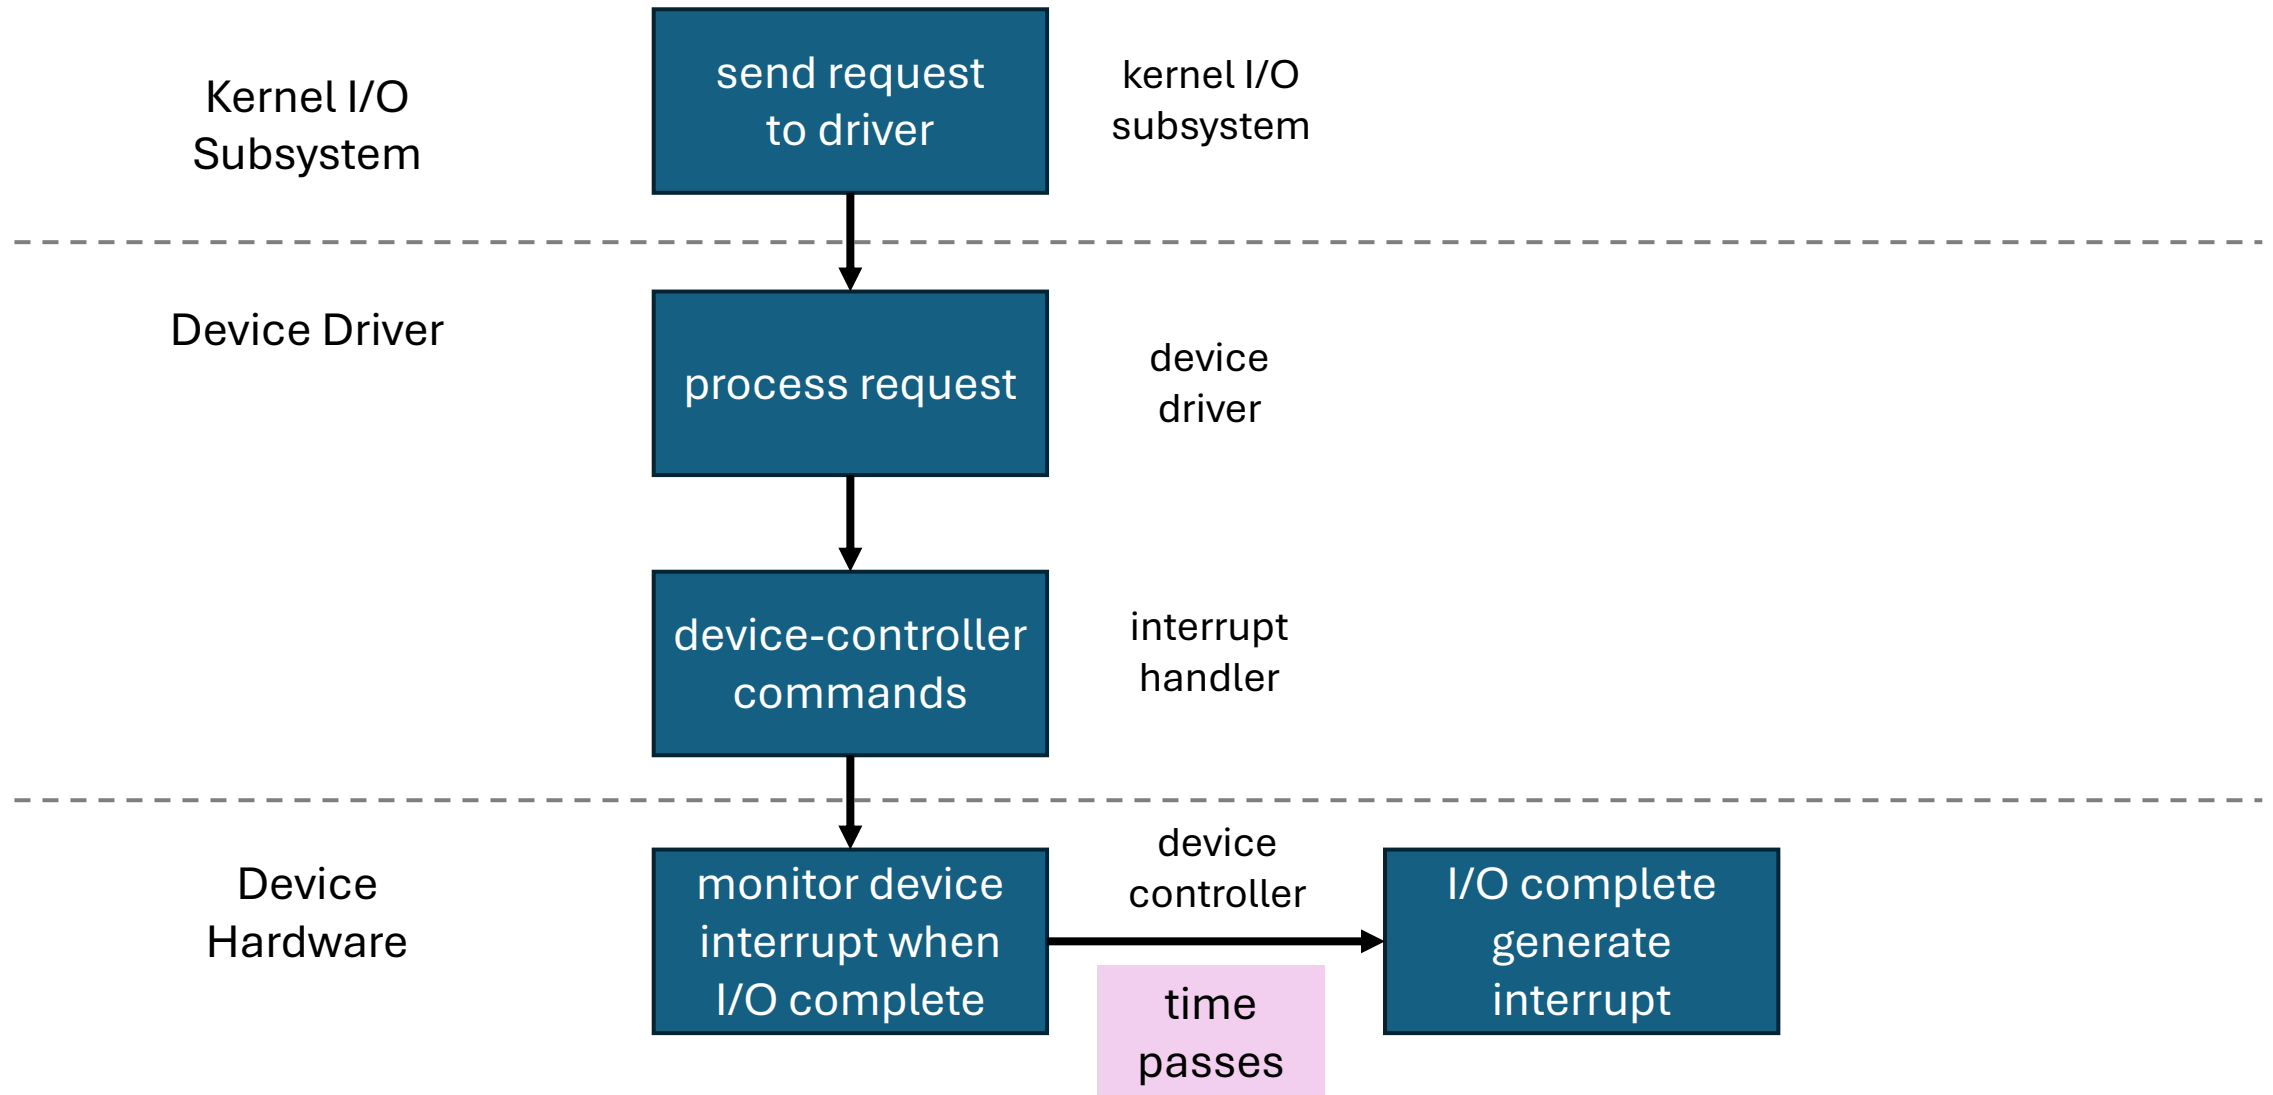 Kernel I/O
Subsystem
send request
to driver
kernel I/O
subsystem
Device Driver
process request
device
driver
device-controller
commands
interrupt
handler
Device
Hardware
monitor device
interrupt when
I/O complete
device
controller
time
passes
I/O complete
generate
interrupt